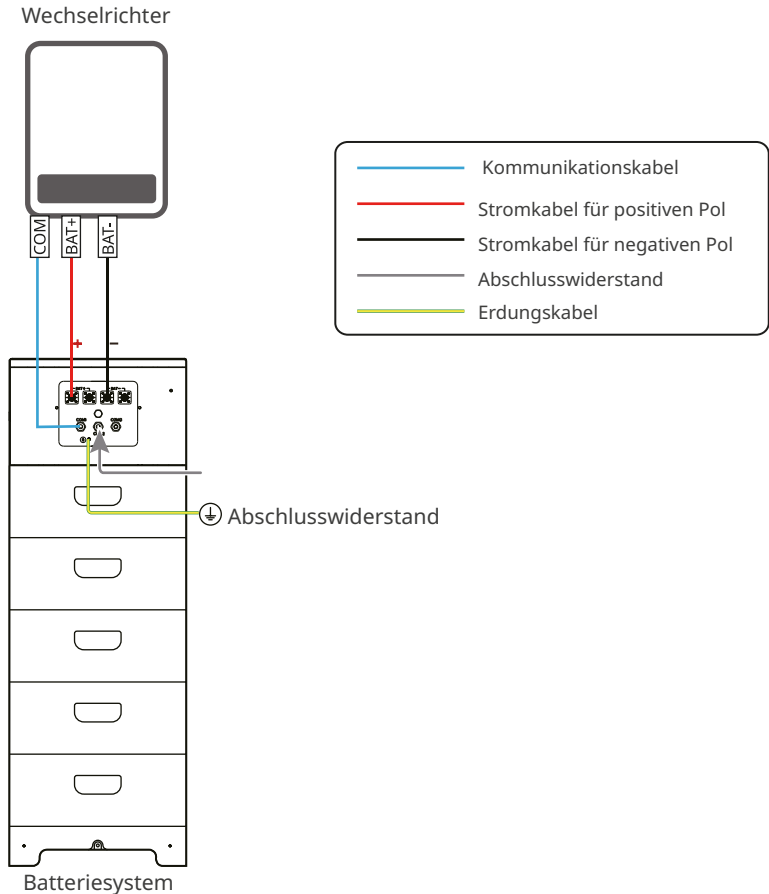 Wechselrichter
Kommunikationskabel
Stromkabel für positiven Pol
Stromkabel für negativen Pol
Abschlusswiderstand
Erdungskabel
COM
BAT+
BAT-
+
−
Abschlusswiderstand
Batteriesystem